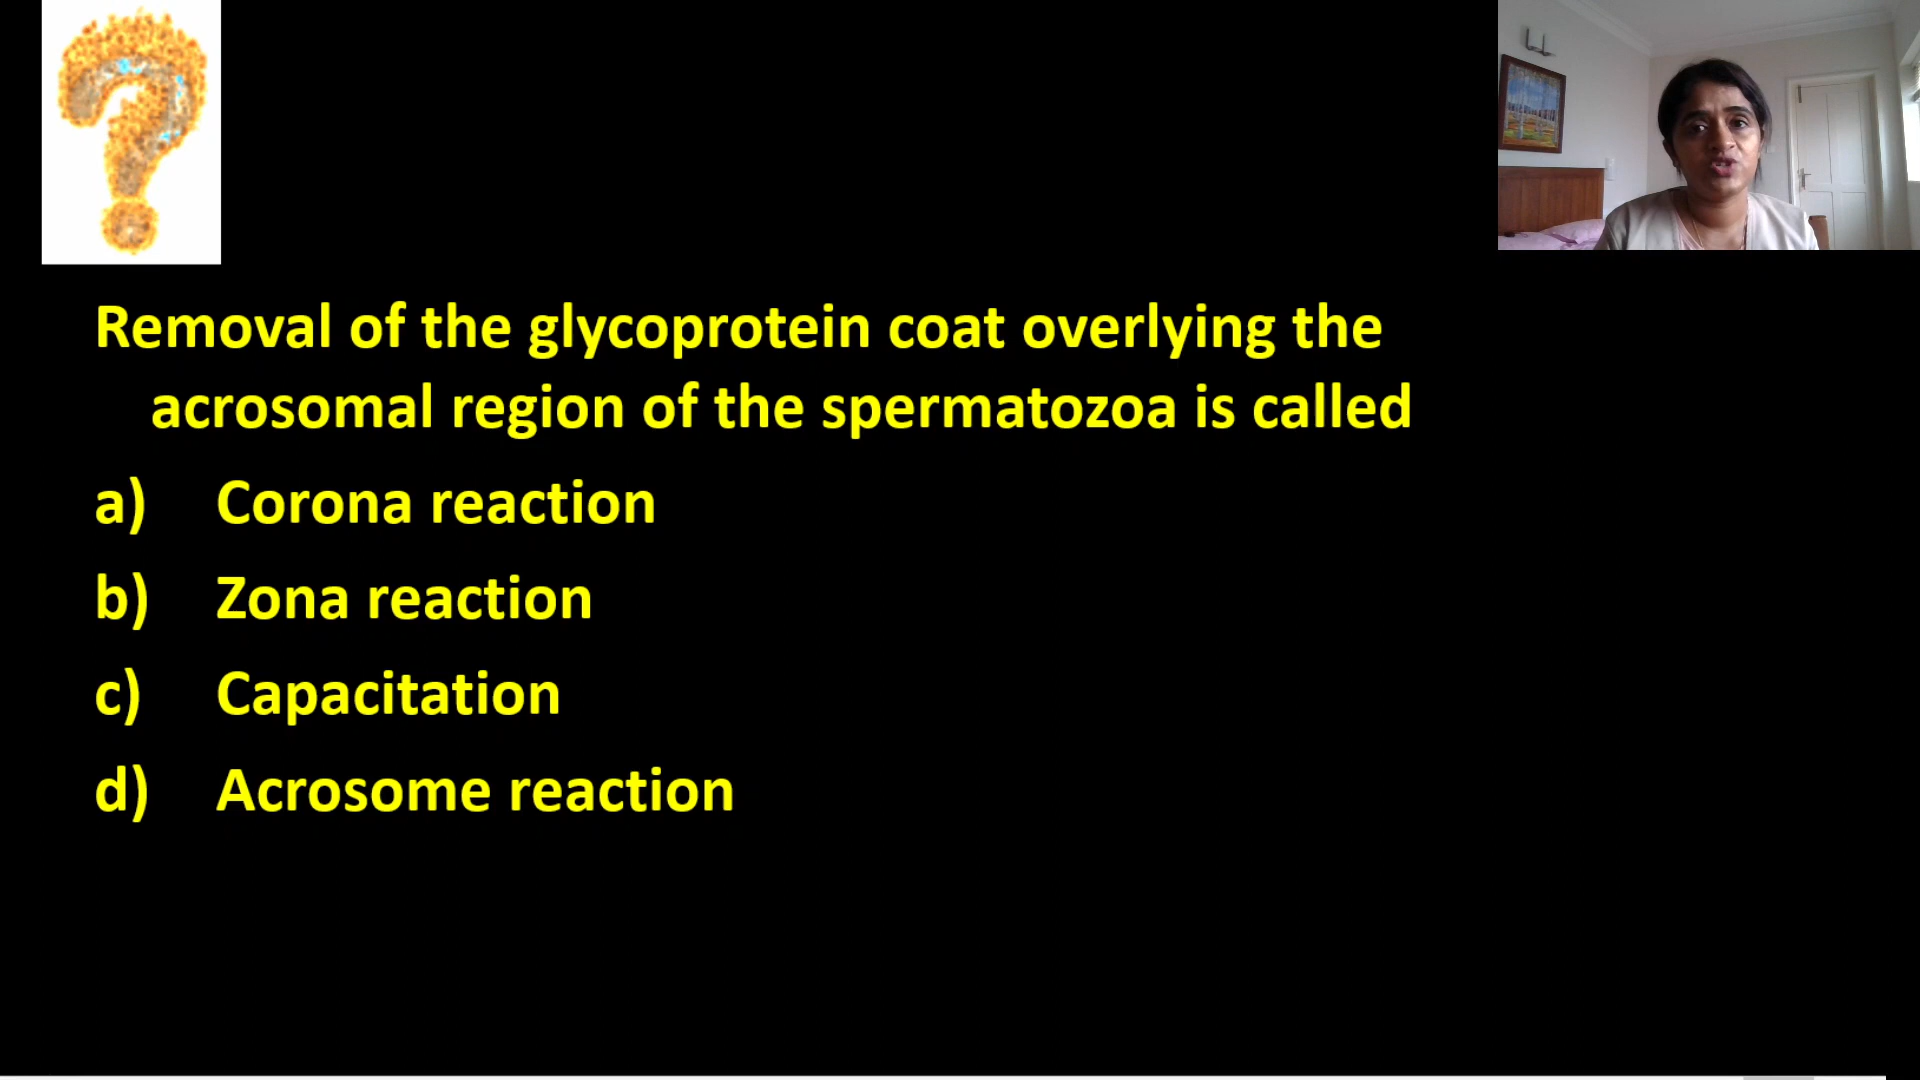 Removal of the glycoprotein coat overlying the
acrosomal region of the spermatozoa is called
a) Corona reaction
b) Zona reaction
c) Capacitation
d) Acrosome reaction